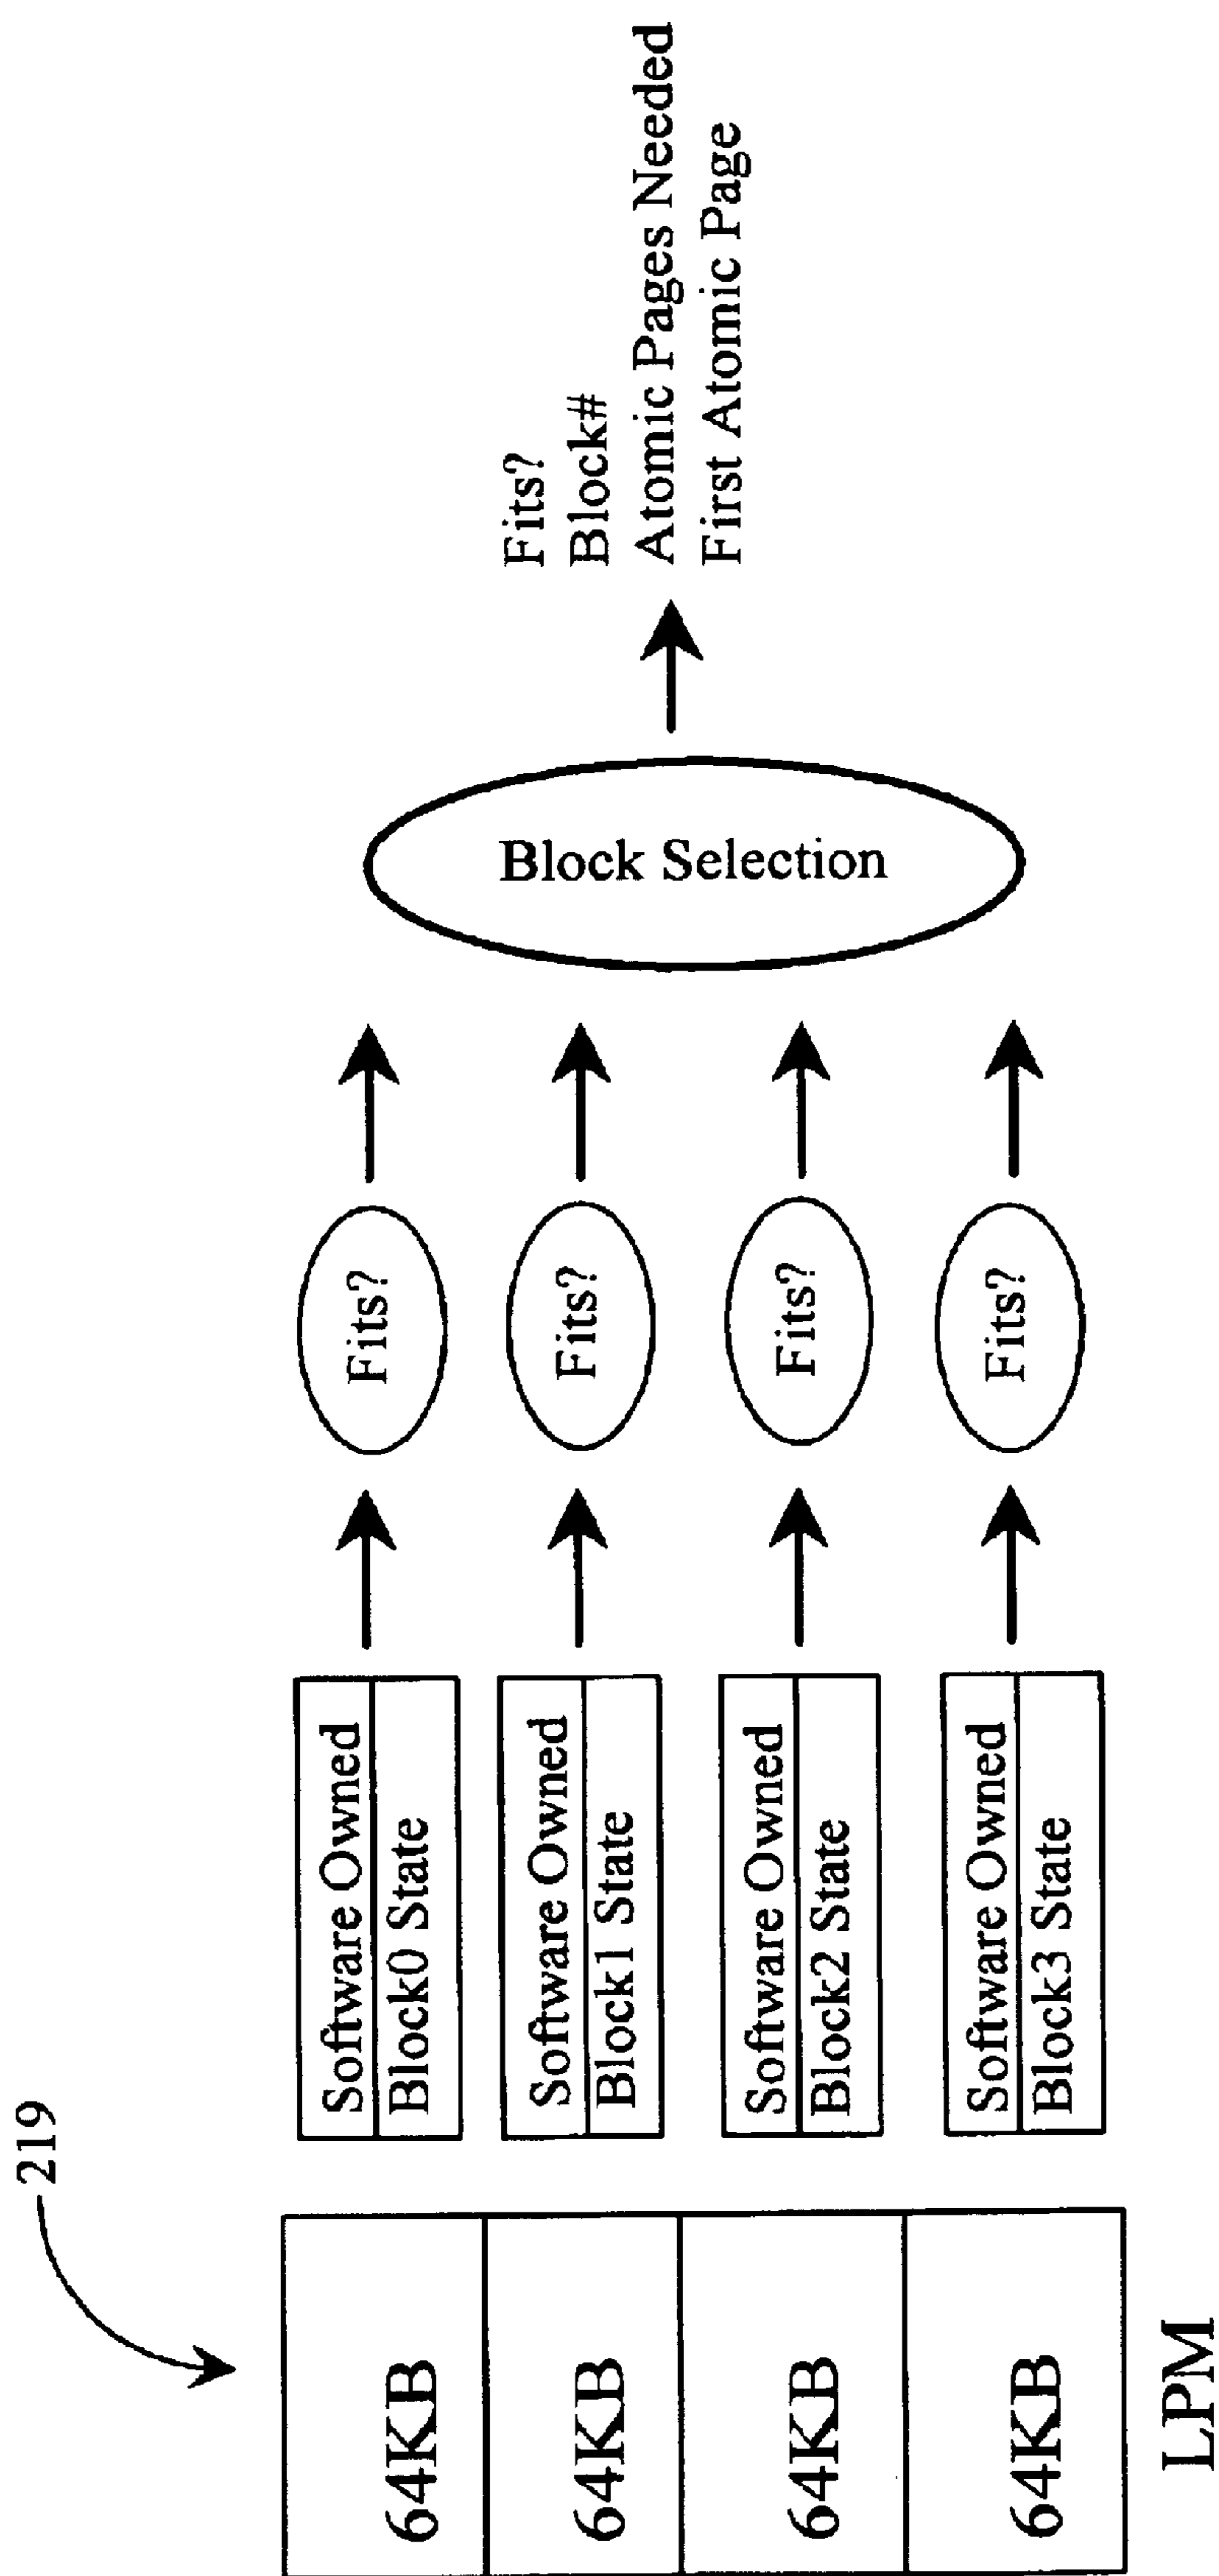 219
64KB
64KB
64KB
64KB
LPM
Software Owned
Block0 State
Software Owned
Block1 State
Software Owned
Block2 State
Software Owned
Block3 State
Fits?
Fits?
Fits?
Fits?
Block Selection
Fits?
Block#
Atomic Pages Needed
First Atomic Page